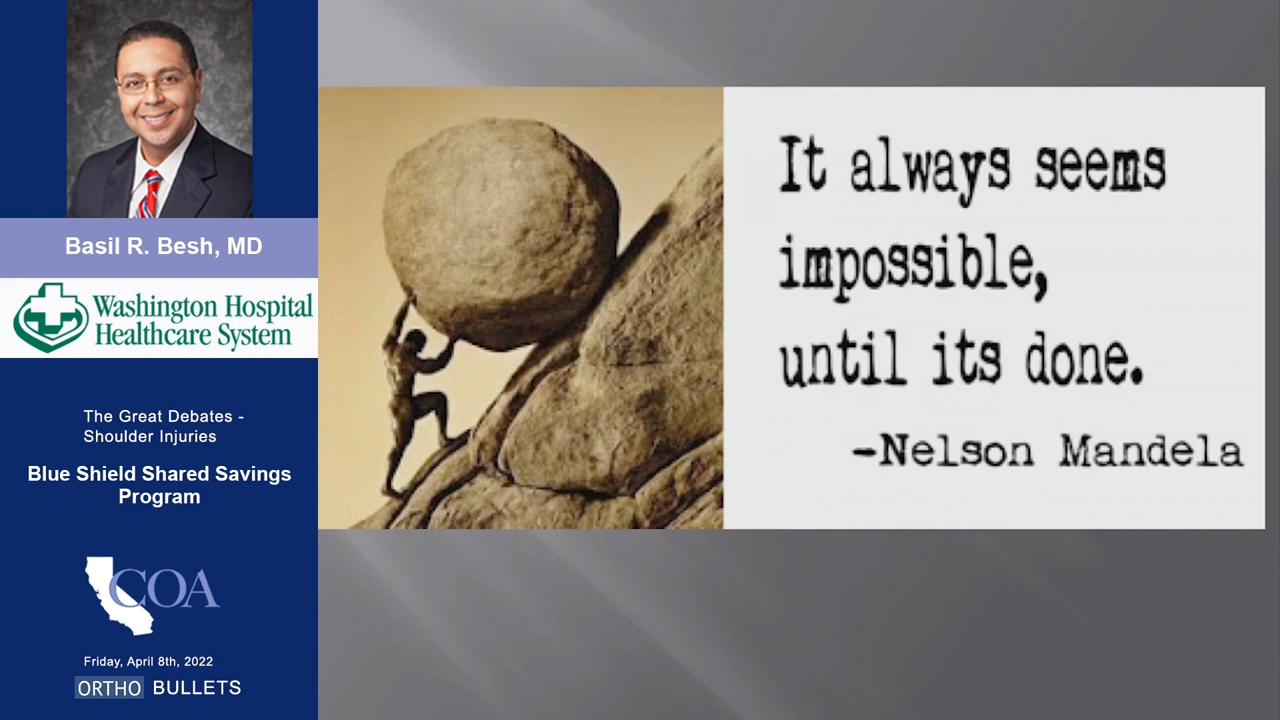 Basil R. Besh, MD
Washington Hospital
Healthcare System
The Great Debates -
Shoulder Injuries
Blue Shield Shared Savings
Program
COA
Friday, April 8th, 2022
ORTHO BULLETS
It always seems
impossible,
until its done.
-Nelson Mandela